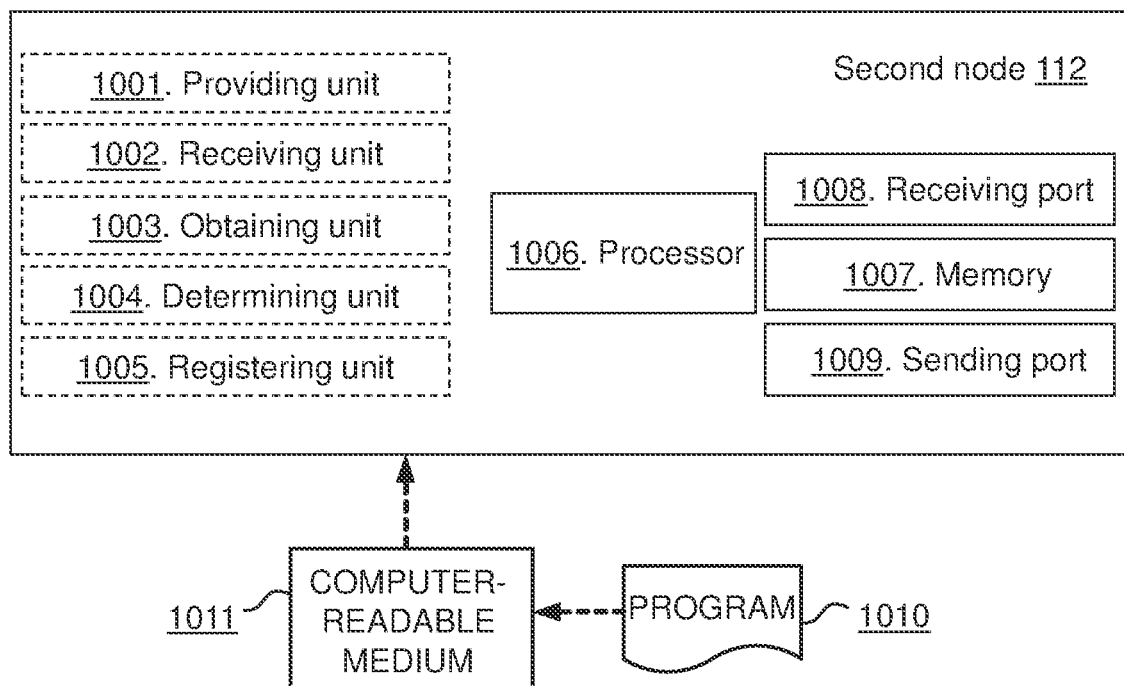 1001. Providing unit
Second node 112
1002. Receiving unit
1008. Receiving port
1003. Obtaining unit
1006. Processor
1007. Memory
1004. Determining unit
1005. Registering unit
1009. Sending port
COMPUTER-
READABLE
MEDIUM
1011
PROGRAM
1010